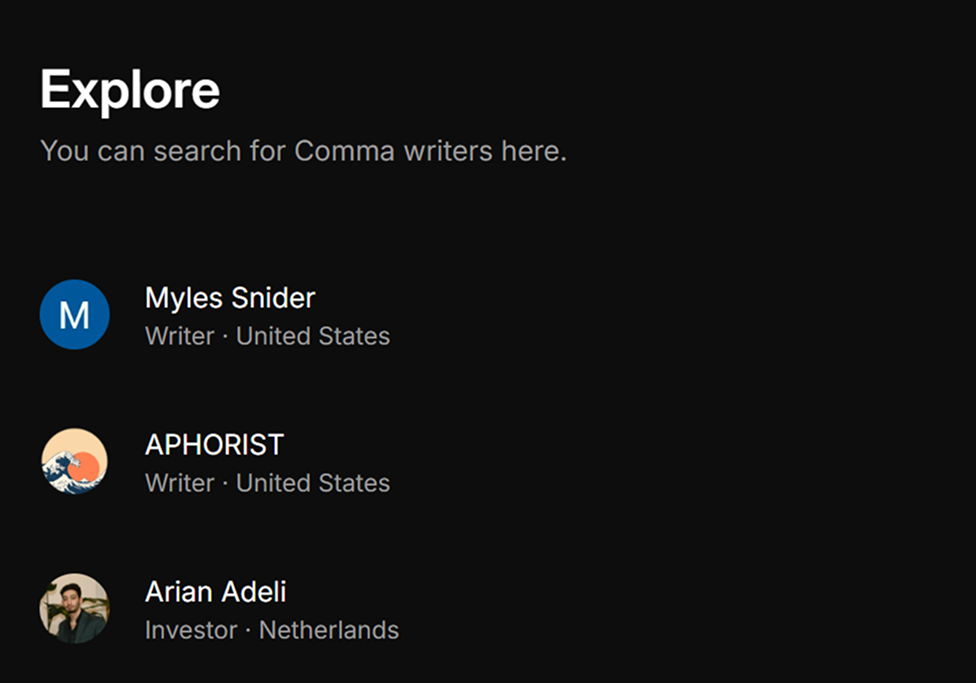 Explore
You can search for Comma writers here.
M
Myles Snider
Writer · United States
APHORIST
Writer · United States
Arian Adeli
Investor · Netherlands